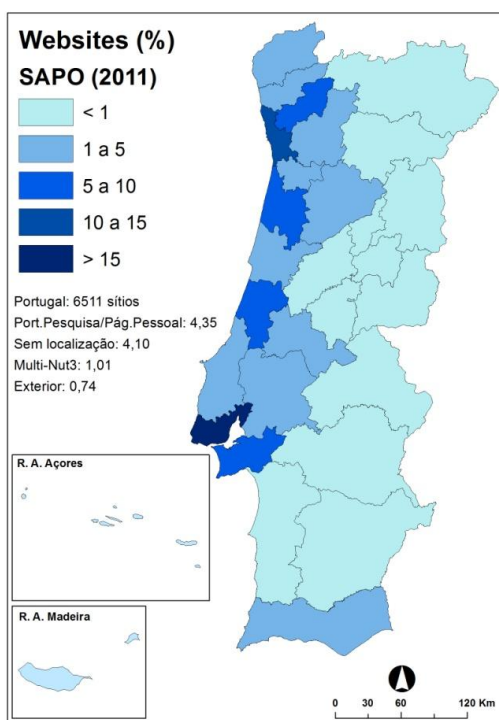 Websites (%)
SAPO (2011)
< 1
1 a 5
5 a 10
10 a 15
> 15
Portugal: 6511 sítios
Port.Pesquisa/Pág.Pessoal: 4,35
Sem localização: 4,10
Multi-Nut3: 1,01
Exterior: 0,74
R. A. Açores
R. A. Madeira
0 30 60 120 Km